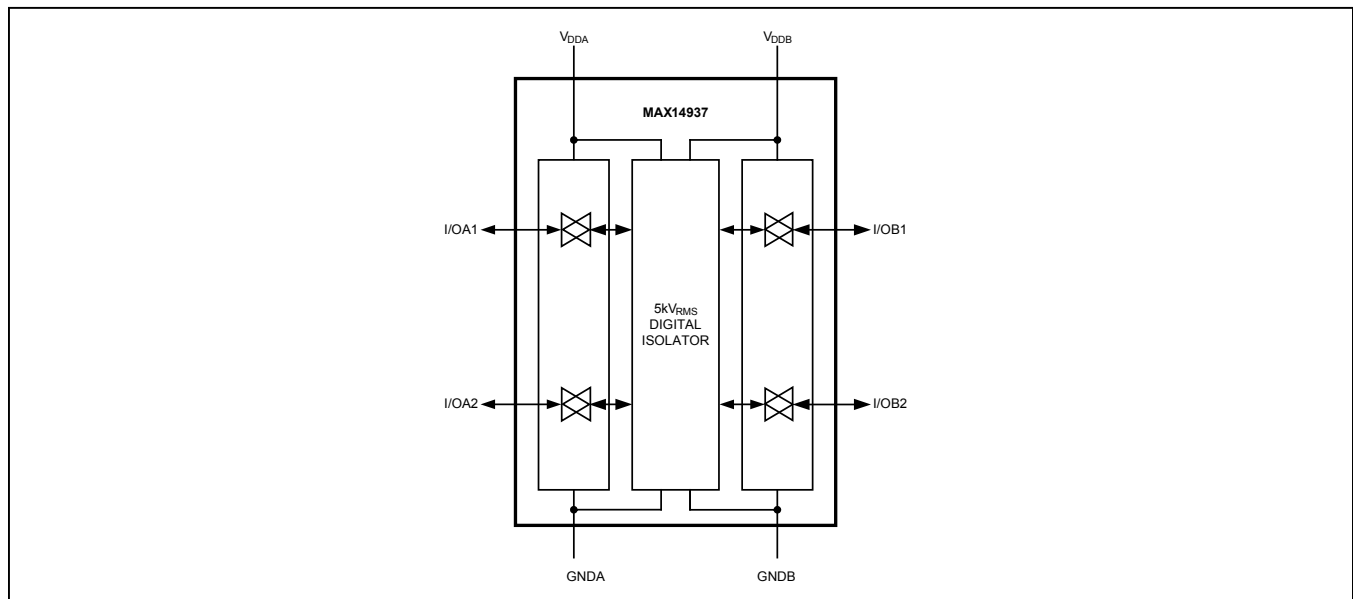 VDDA
VDDB
MAX14937
I/OA1
I/OB1
5kVRMS
DIGITAL
ISOLATOR
I/OA2
I/OB2
GNDA
GNDB